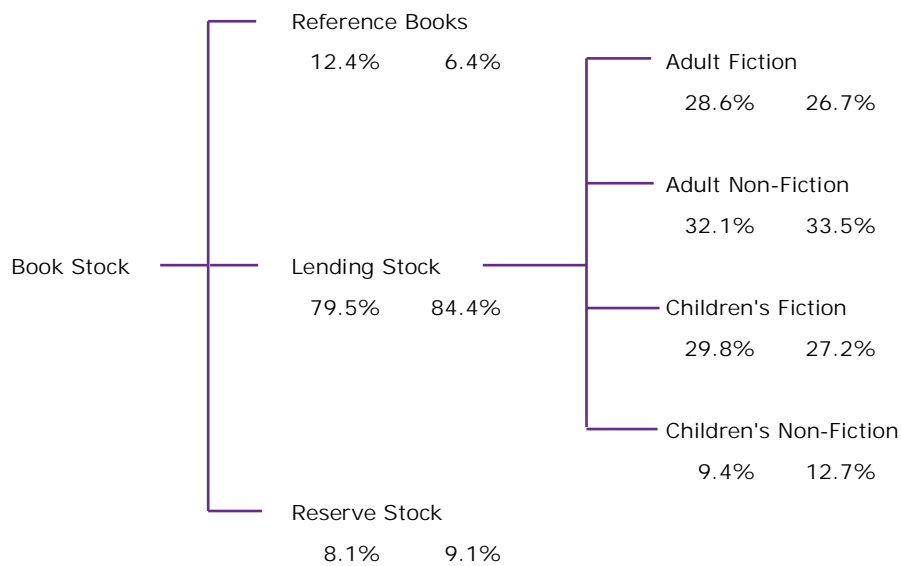 Reference Books
12.4% 6.4%
Adult Fiction
28.6% 26.7%
Adult Non-Fiction
32.1% 33.5%
Book Stock
Lending Stock
79.5% 84.4%
Children's Fiction
29.8% 27.2%
Children's Non-Fiction
9.4% 12.7%
Reserve Stock
8.1% 9.1%